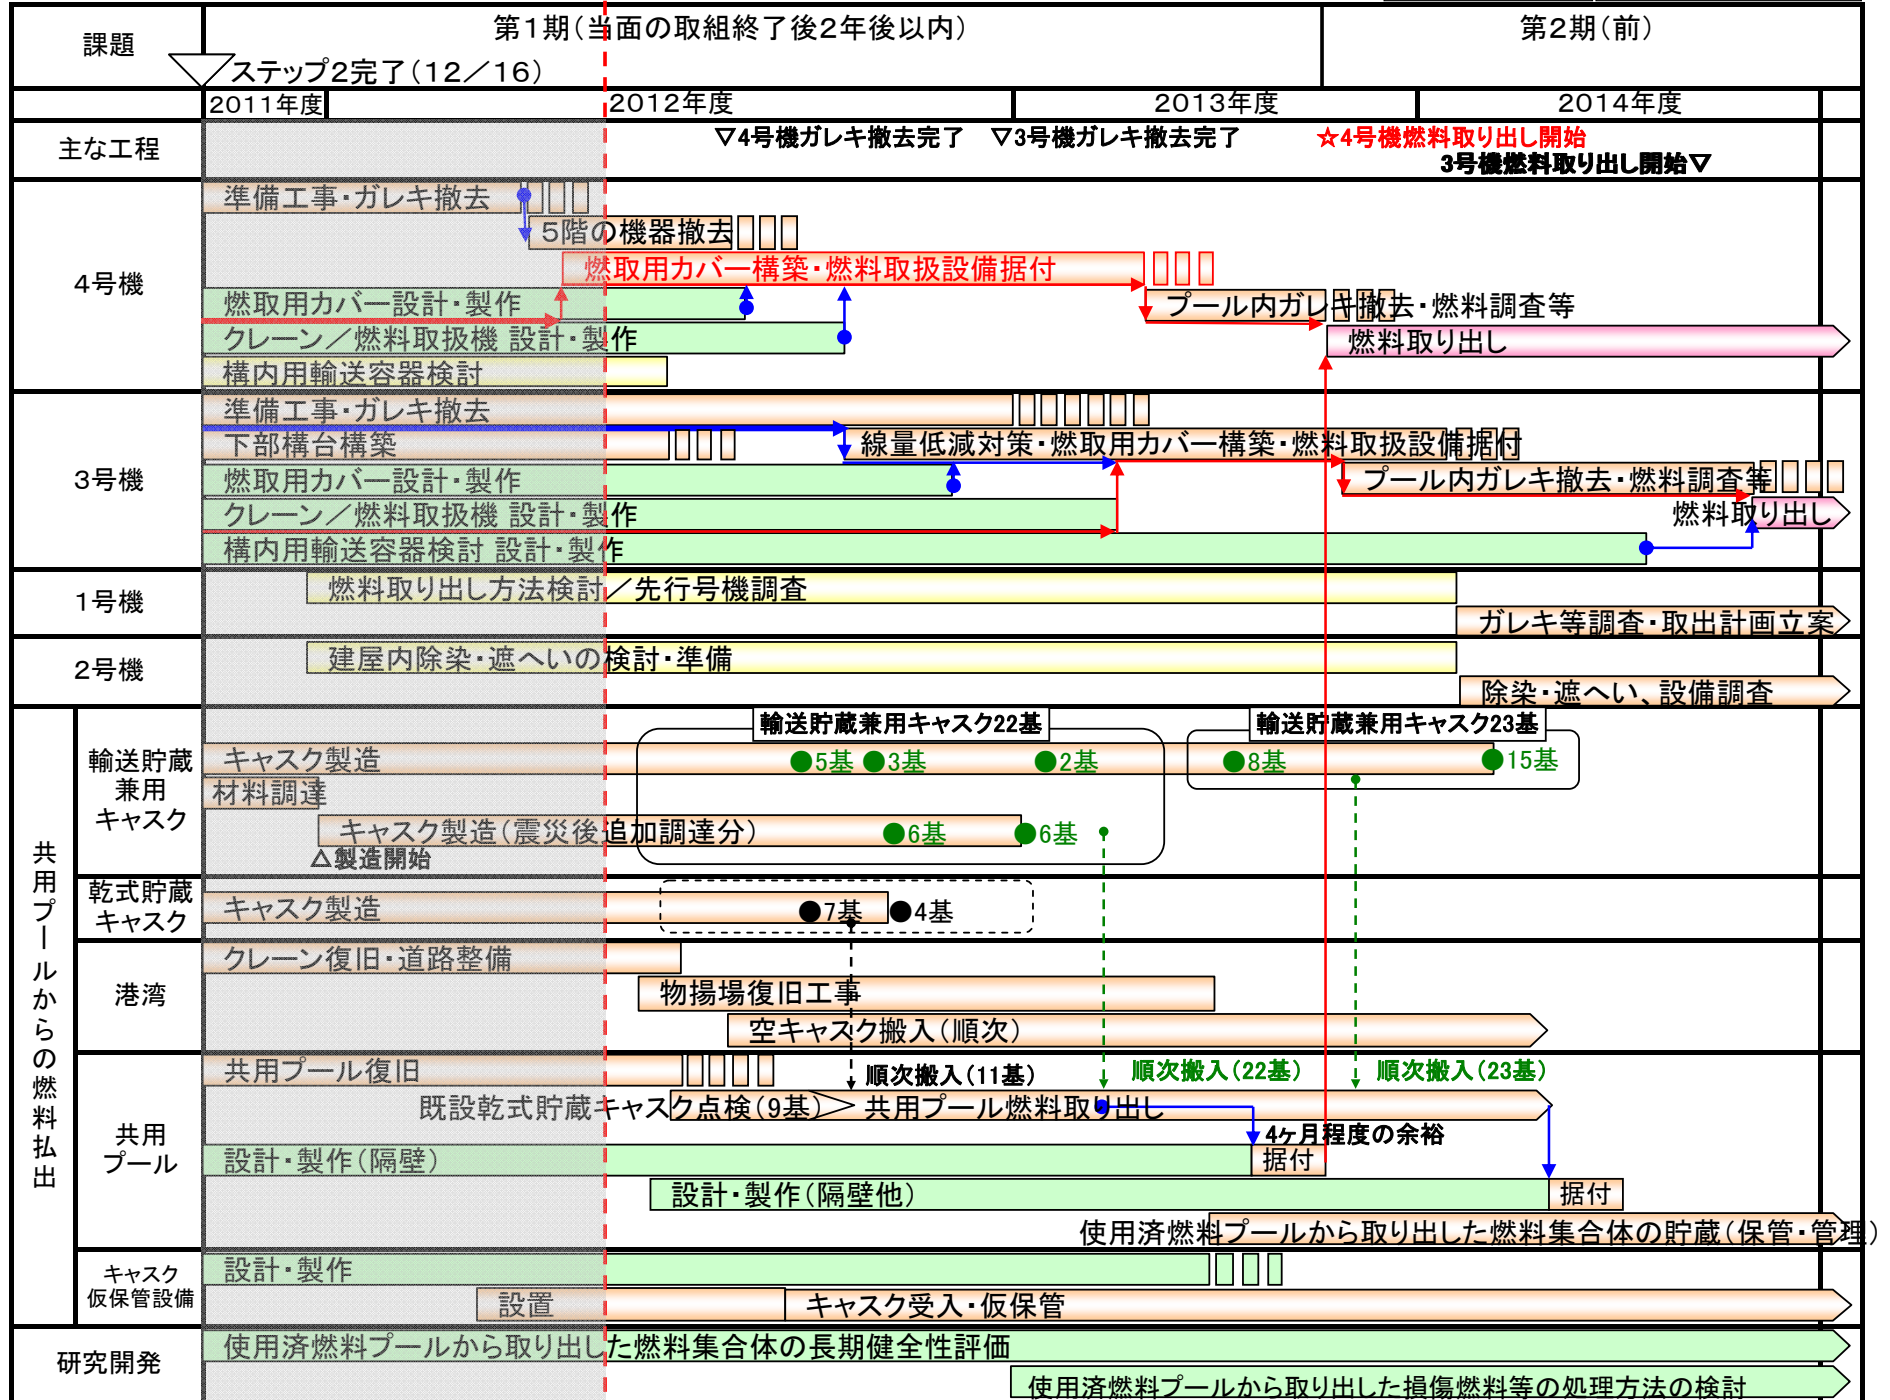 課題
第1期(当面の取組終了後2年後以内)
第2期(前)
ステップ2完了(12/16)
2011年度
2012年度
2013年度
2014年度
主な工程
▽4号機ガレキ撤去完了
▽3号機ガレキ撤去完了
☆4号機燃料取り出し開始
3号機燃料取り出し開始▽
4号機
準備工事・ガレキ撤去
5階の機器撤去
燃取用カバー構築・燃料取扱設備据付
燃取用カバー設計・製作
プール内ガレキ撤去・燃料調査等
クレーン/燃料取扱機 設計・製作
燃料取り出し
構内用輸送容器検討
3号機
準備工事・ガレキ撤去
下部構台構築
線量低減対策・燃取用カバー構築・燃料取扱設備据付
燃取用カバー設計・製作
プール内ガレキ撤去・燃料調査等
クレーン/燃料取扱機 設計・製作
燃料取り出し
構内用輸送容器検討 設計・製作
1号機
燃料取り出し方法検討/先行号機調査
ガレキ等調査・取出計画立案
2号機
建屋内除染・遮へいの検討・準備
除染・遮へい、設備調査
共用プールからの燃料払出
輸送貯蔵
兼用
キャスク
輸送貯蔵兼用キャスク22基
輸送貯蔵兼用キャスク23基
キャスク製造
●5基
●3基
●2基
●8基
●15基
材料調達
キャスク製造(震災後追加調達分)
●6基
●6基
△製造開始
乾式貯蔵
キャスク
キャスク製造
●7基
●4基
港湾
クレーン復旧・道路整備
物揚場復旧工事
空キャスク搬入(順次)
共用
プール
共用プール復旧
順次搬入(11基)
順次搬入(22基)
順次搬入(23基)
既設乾式貯蔵キャスク点検(9基)
共用プール燃料取り出し
4ヶ月程度の余裕
設計・製作(隔壁)
据付
設計・製作(隔壁他)
据付
使用済燃料プールから取り出した燃料集合体の貯蔵(保管・管理)
キャスク
仮保管設備
設計・製作
設置
キャスク受入・仮保管
研究開発
使用済燃料プールから取り出した燃料集合体の長期健全性評価
使用済燃料プールから取り出した損傷燃料等の処理方法の検討